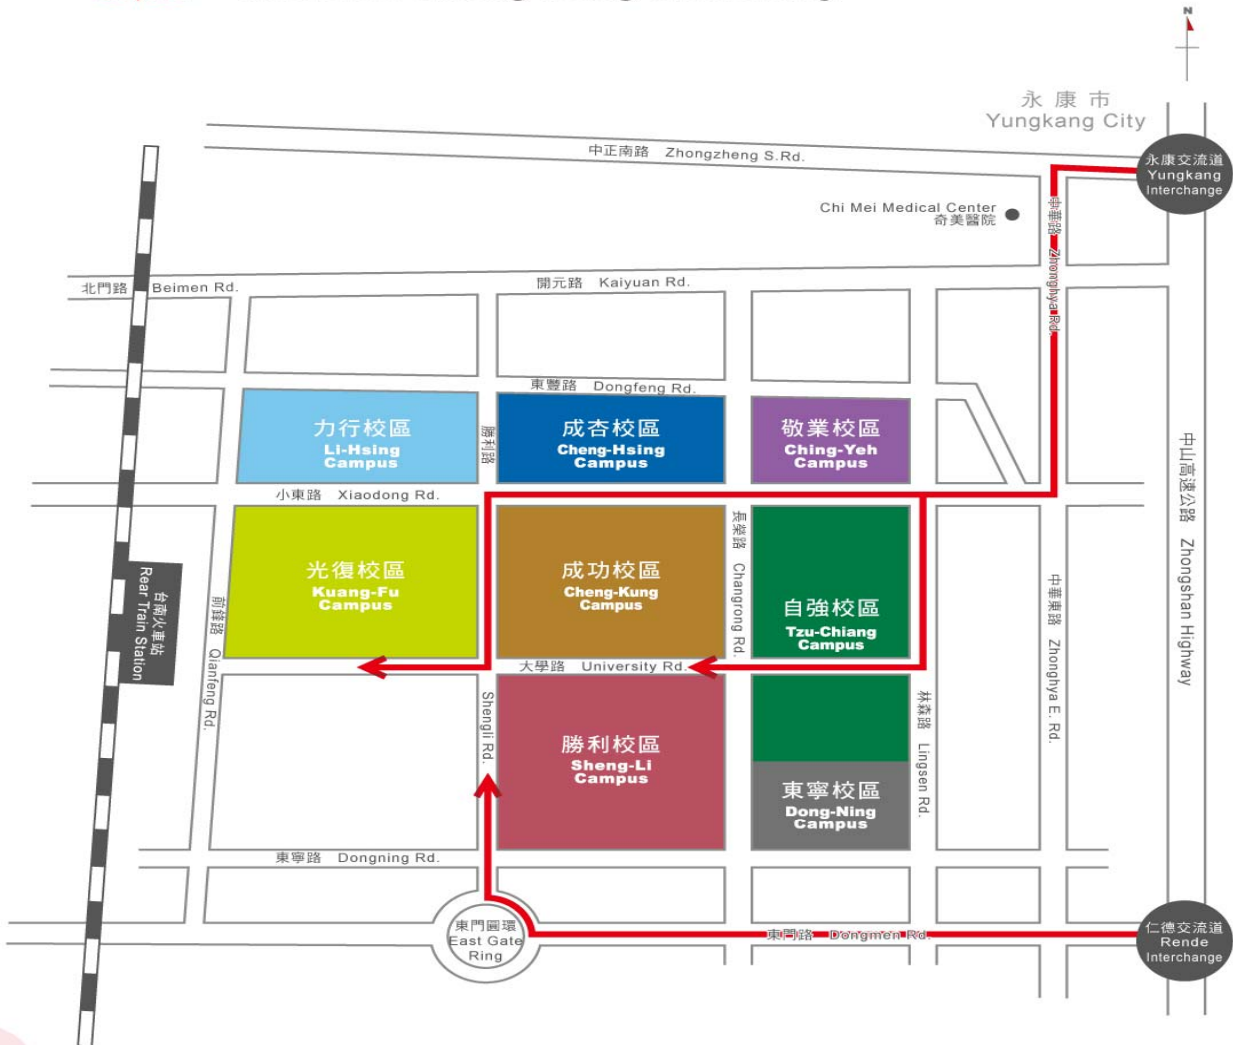 N
永康市
Yungkang City
永康交流道
Yungkang
Interchange
中正南路 Zhongzheng S.Rd.
Chi Mei Medical Center
奇美醫院
中華路 Zhonghya Rd.
北門路 Beimen Rd.
開元路 Kaiyuan Rd.
東豐路 Dongfeng Rd.
力行校區
Li-Hsing
Campus
勝利路
成杏校區
Cheng-Hsing
Campus
敬業校區
Ching-Yeh
Campus
中山高速公路 Zhongshan Highway
小東路 Xiaodong Rd.
光復校區
Kuang-Fu
Campus
成功校區
Cheng-Kung
Campus
長榮路 Changrong Rd.
自強校區
Tzu-Chiang
Campus
中華東路 Zhonghya E. Rd.
台南火車站
Rear Train Station
前鋒路 Qianfeng Rd.
大學路 University Rd.
Shengli Rd.
勝利校區
Sheng-Li
Campus
林森路 Lingsen Rd.
東寧校區
Dong-Ning
Campus
東寧路 Dongning Rd.
東門圓環
East Gate
Ring
東門路 Dongmen Rd.
仁德交流道
Rende
Interchange